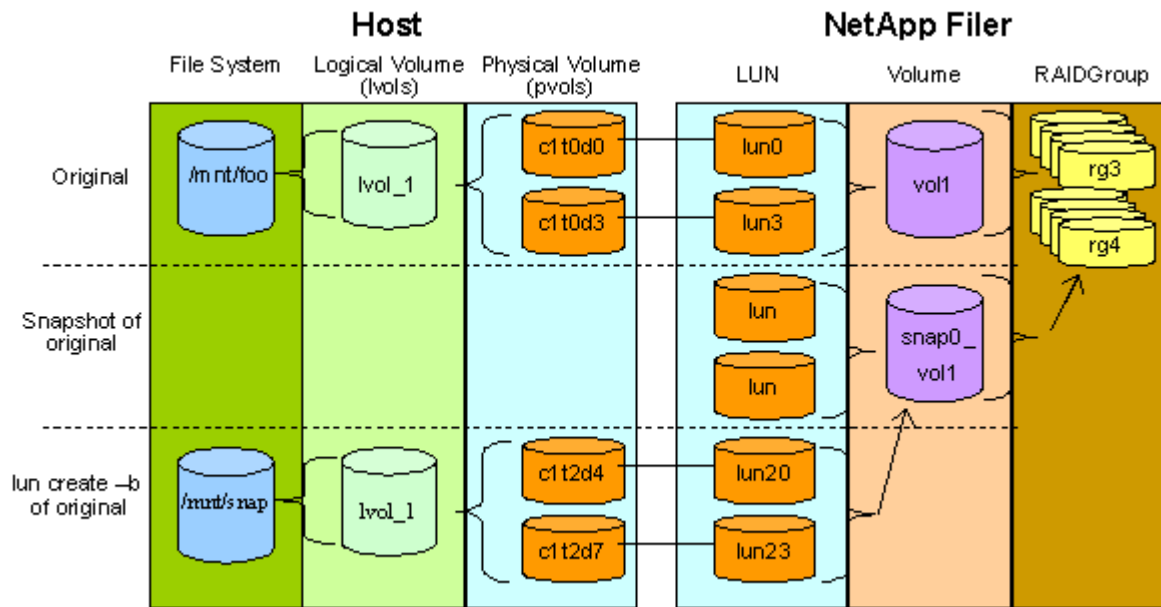 Host
NetApp Filer
File System
Logical Volume
(lvols)
Physical Volume
(pvols)
LUN
Volume
RAIDGroup
Original
/mnt/foo
lvol_1
c1t0d0
c1t0d3
lun0
lun3
vol1
rg3
rg4
Snapshot of
original
lun
lun
snap0_
vol1
lun create –b
of original
/mnt/snap
lvol_1
c1t2d4
c1t2d7
lun20
lun23